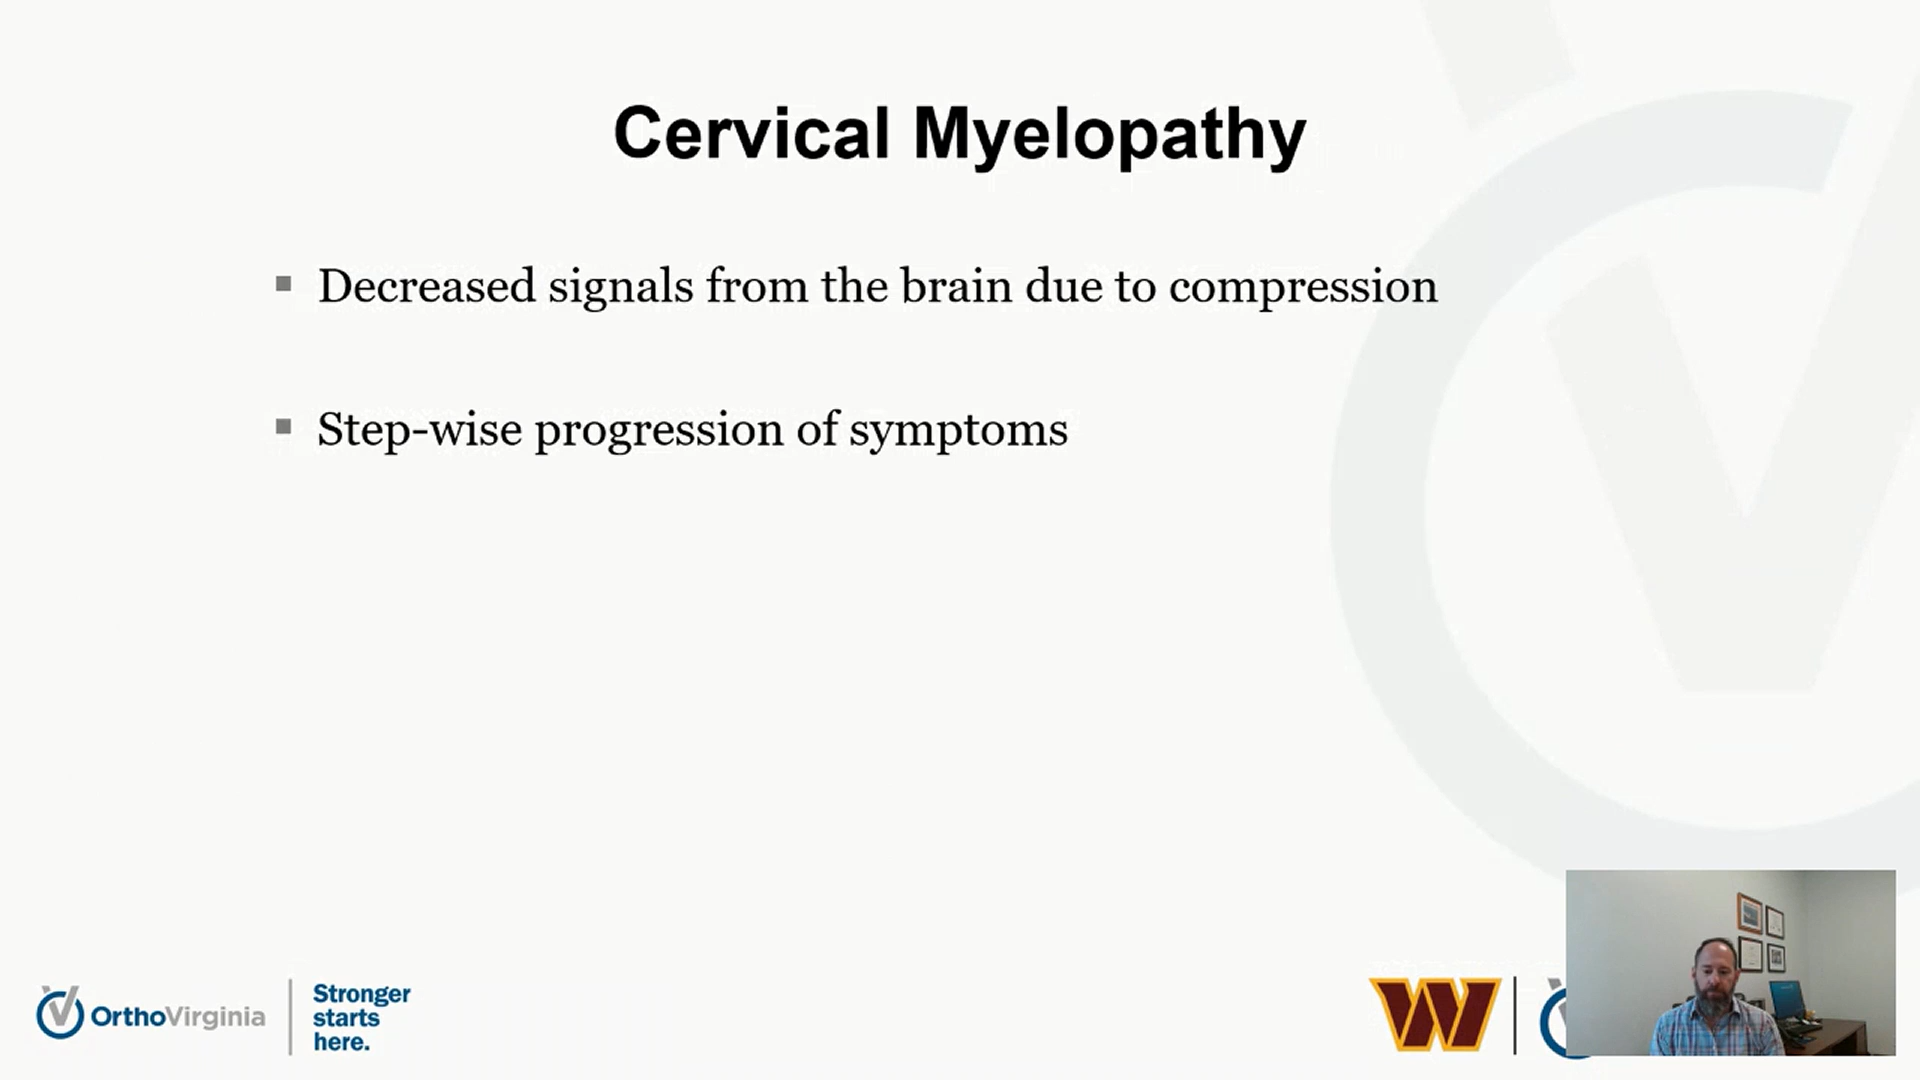 Cervical Myelopathy
Decreased signals from the brain due to compression
Step-wise progression of symptoms
OrthoVirginia
Stronger
starts
here.
W